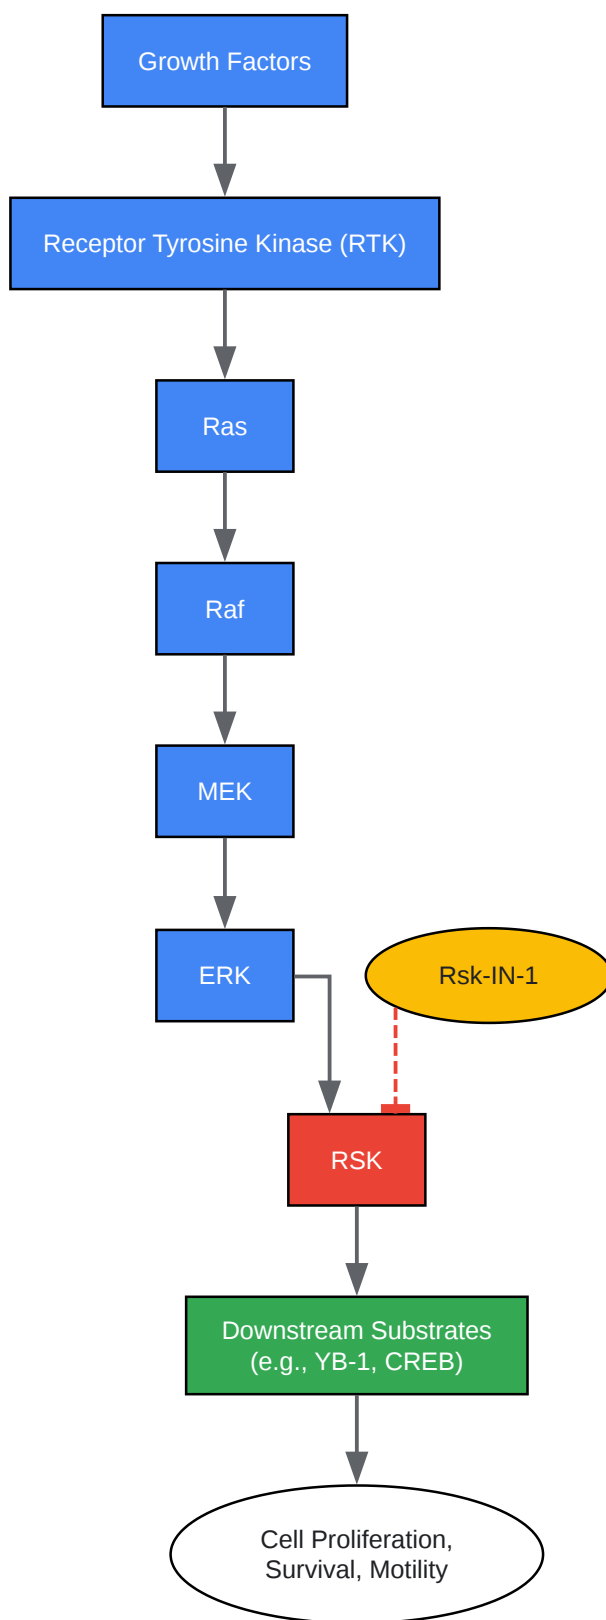 Growth Factors
Receptor Tyrosine Kinase (RTK)
Ras
Raf
MEK
ERK
Rsk-IN-1
RSK
Downstream Substrates
(e.g., YB-1, CREB)
Cell Proliferation,
Survival, Motility